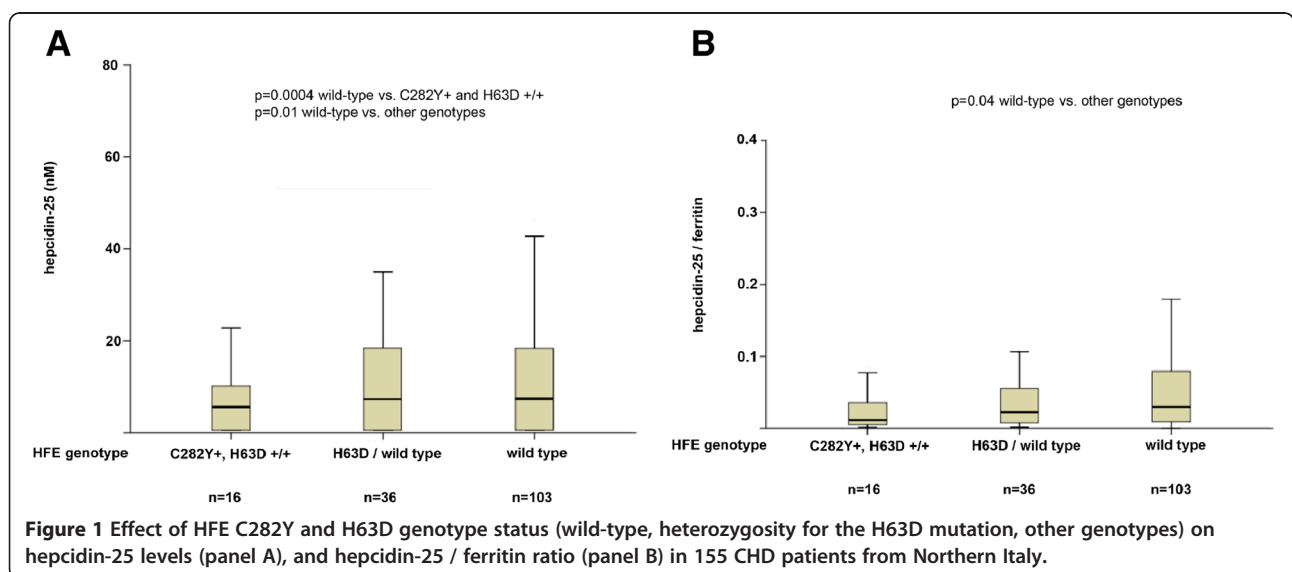 A
80
60
40
20
hepcidin-25 (nM)
p=0.0004 wild-type vs. C282Y+ and H63D +/+
p=0.01 wild-type vs. other genotypes
HFE genotype
C282Y+, H63D +/+
H63D / wild type
wild type
n=16
n=36
n=103
B
p=0.04 wild-type vs. other genotypes
0.4
0.3
0.2
0.1
hepcidin-25 / ferritin
HFE genotype
C282Y+, H63D +/+
H63D / wild type
wild type
n=16
n=36
n=103
Figure 1 Effect of HFE C282Y and H63D genotype status (wild-type, heterozygosity for the H63D mutation, other genotypes) on
hepcidin-25 levels (panel A), and hepcidin-25 / ferritin ratio (panel B) in 155 CHD patients from Northern Italy.